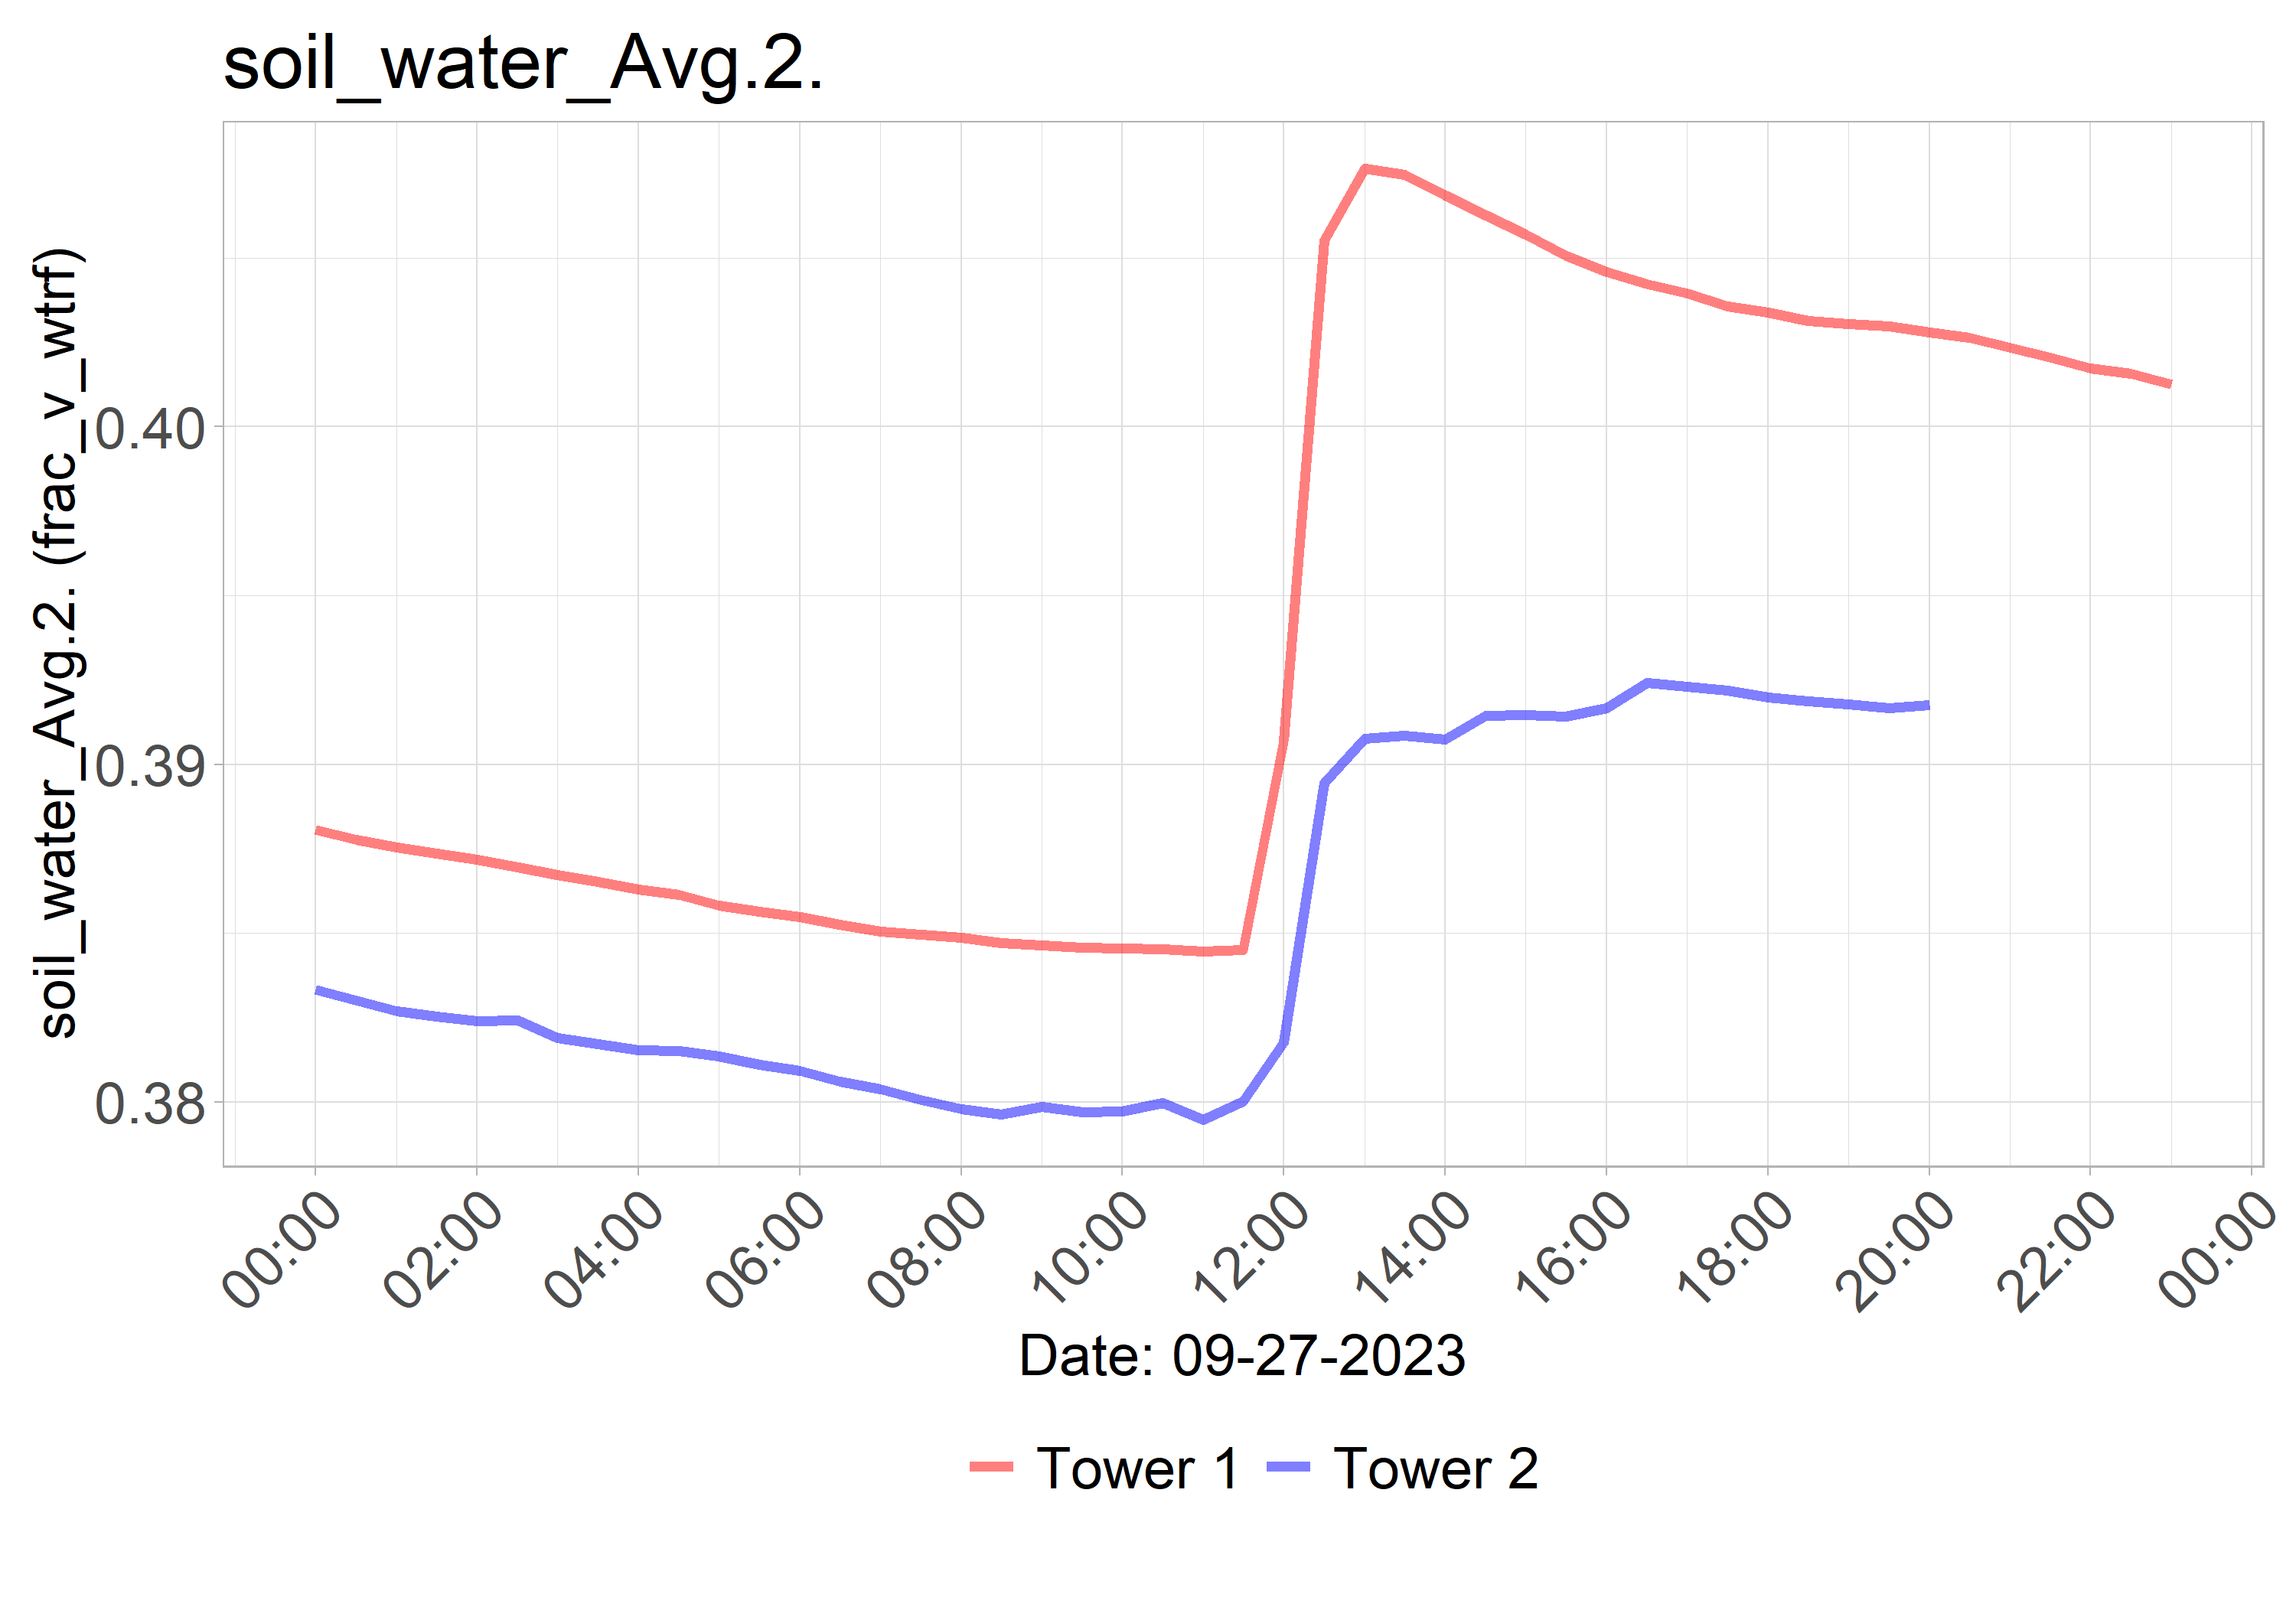 soil_water_Avg.2.
soil_water_Avg.2. (frac_v_wtrf)
0.40
0.39
0.38
00:00 02:00 04:00 06:00 08:00 10:00 12:00 14:00 16:00 18:00 20:00 22:00 00:00
Date: 09-27-2023
Tower 1 Tower 2